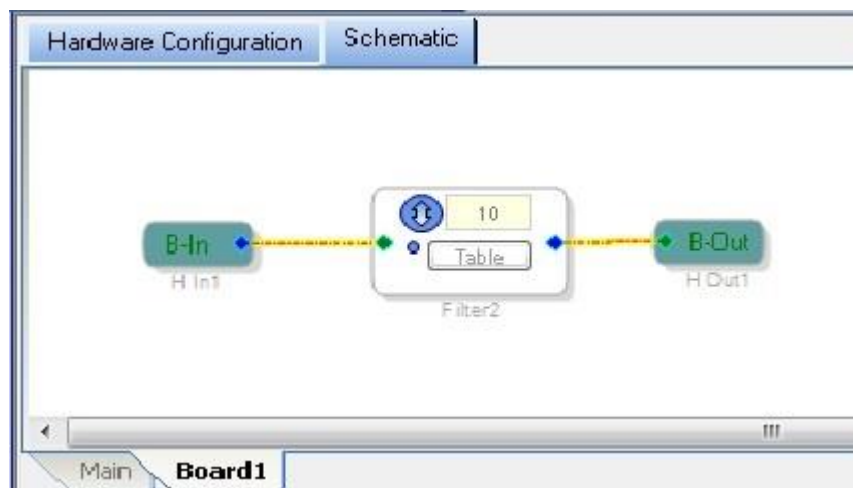 Hardware Configuration
Schematic
10
B-In
B-Out
Table
H In1
H Out1
Filter2
Main
Board1